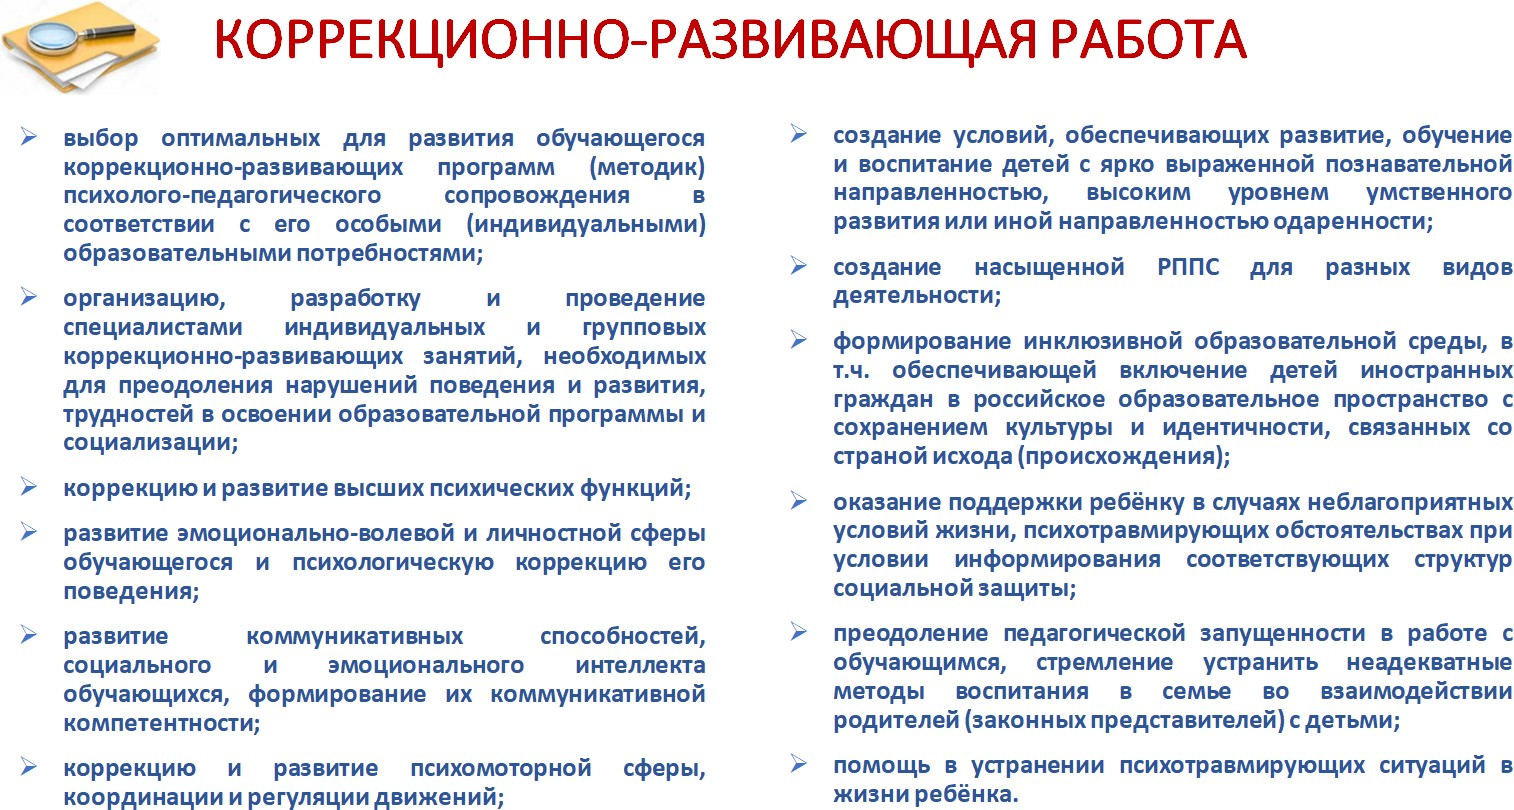 КОРРЕКЦИОННО-РАЗВИВАЮЩАЯ РАБОТА
выбор оптимальных для развития обучающегося
коррекционно-развивающих программ (методик)
психолого-педагогического сопровождения в
соответствии с его особыми (индивидуальными)
образовательными потребностями;
организацию, разработку и проведение
специалистами индивидуальных и групповых
коррекционно-развивающих занятий, необходимых
для преодоления нарушений поведения и развития,
трудностей в освоении образовательной программы и
социализации;
коррекцию и развитие высших психических функций;
развитие эмоционально-волевой и личностной сферы
обучающегося и психологическую коррекцию его
поведения;
развитие коммуникативных способностей,
социального и эмоционального интеллекта
обучающихся, формирование их коммуникативной
компетентности;
коррекцию и развитие психомоторной сферы,
координации и регуляции движений;
создание условий, обеспечивающих развитие, обучение
и воспитание детей с ярко выраженной познавательной
направленностью, высоким уровнем умственного
развития или иной направленностью одаренности;
создание насыщенной РППС для разных видов
деятельности;
формирование инклюзивной образовательной среды, в
т.ч. обеспечивающей включение детей иностранных
граждан в российское образовательное пространство с
сохранением культуры и идентичности, связанных со
страной исхода (происхождения);
оказание поддержки ребёнку в случаях неблагоприятных
условий жизни, психотравмирующих обстоятельствах при
условии информирования соответствующих структур
социальной защиты;
преодоление педагогической запущенности в работе с
обучающимся, стремление устранить неадекватные
методы воспитания в семье во взаимодействии
родителей (законных представителей) с детьми;
помощь в устранении психотравмирующих ситуаций в
жизни ребёнка.